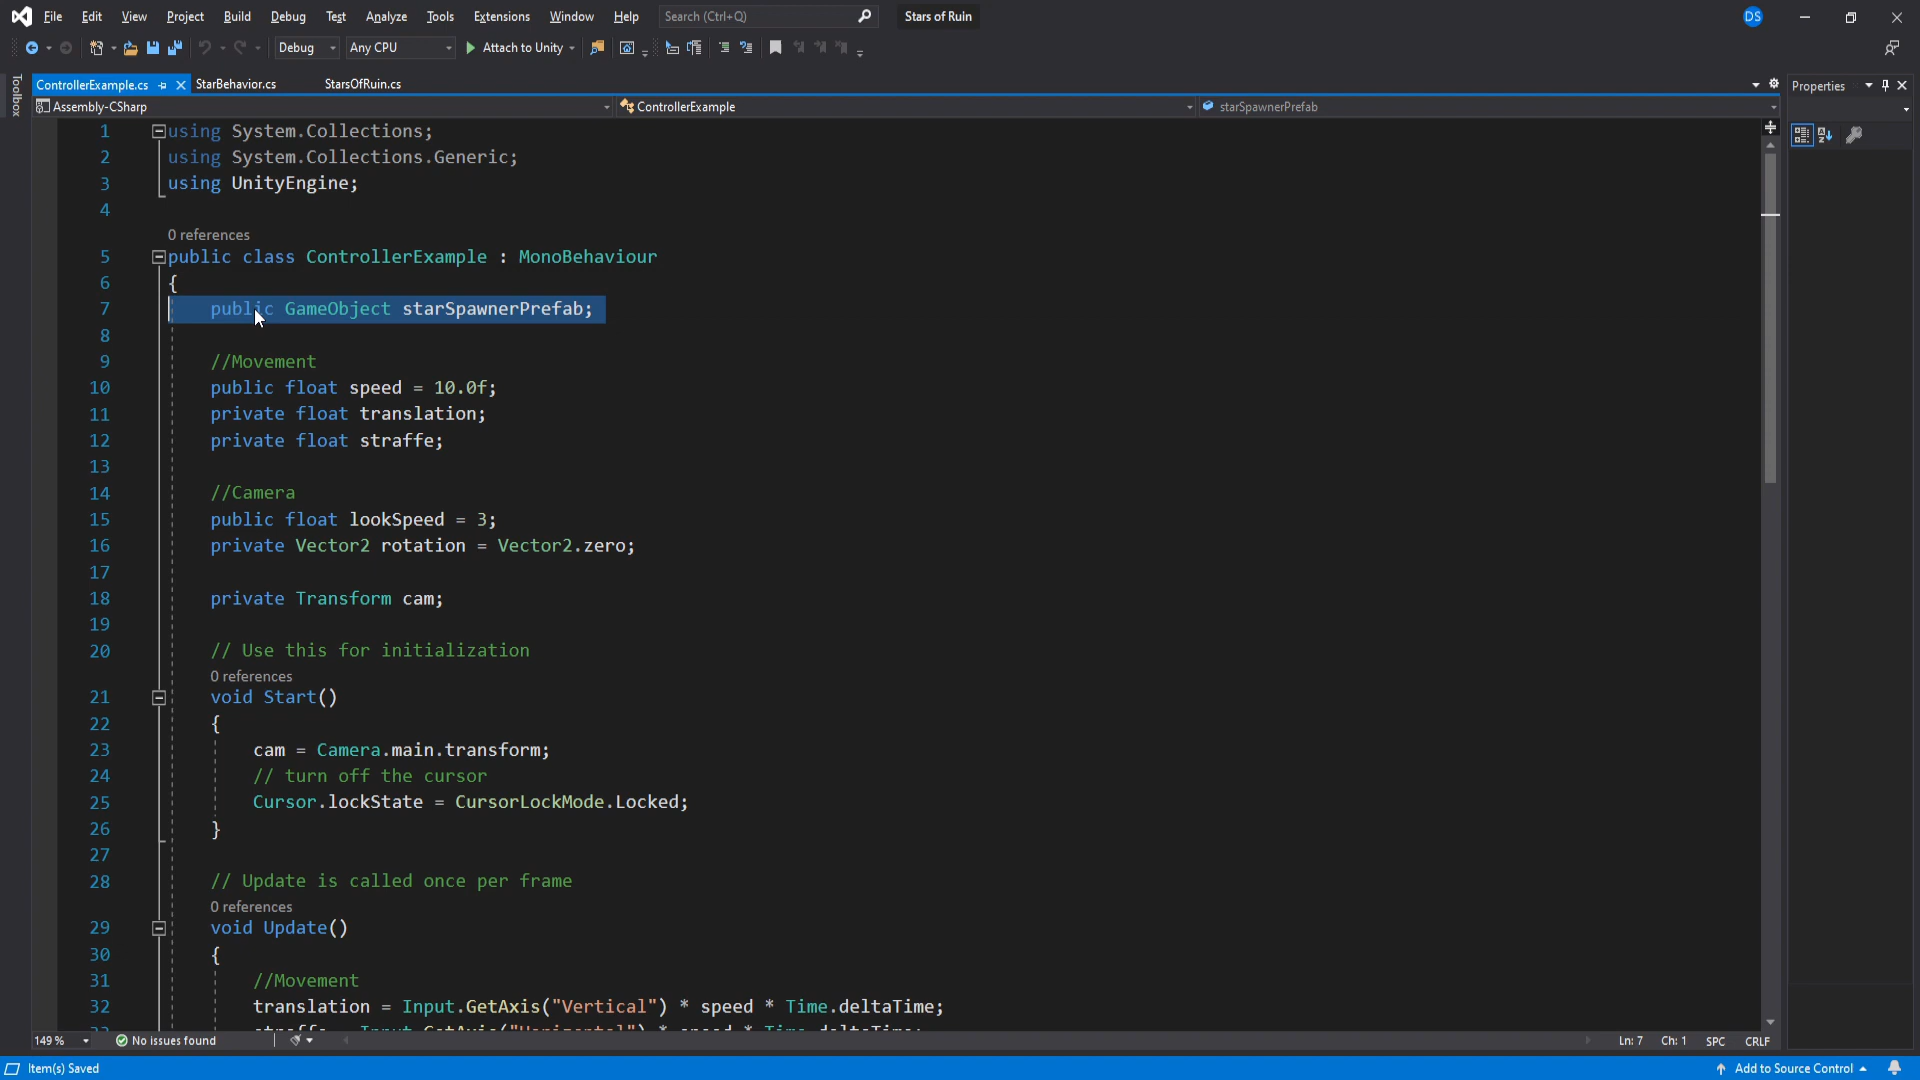 File Edit View Project Build Debug Test Analyze Tools Extensions Window Help Search (Ctrl+Q) Stars of Ruin DS
Debug Any CPU Attach to Unity
Toolbox
ControllerExample.cs StarBehavior.cs StarsOfRuin.cs
Properties
Assembly-CSharp ControllerExample starSpawnerPrefab
1 using System.Collections;
2 using System.Collections.Generic;
3 using UnityEngine;
4
0 references
5 public class ControllerExample : MonoBehaviour
6 {
7 public GameObject starSpawnerPrefab;
8
9 //Movement
10 public float speed = 10.0f;
11 private float translation;
12 private float straffe;
13
14 //Camera
15 public float lookSpeed = 3;
16 private Vector2 rotation = Vector2.zero;
17
18 private Transform cam;
19
20 // Use this for initialization
0 references
21 void Start()
22 {
23 cam = Camera.main.transform;
24 // turn off the cursor
25 Cursor.lockState = CursorLockMode.Locked;
26 }
27
28 // Update is called once per frame
0 references
29 void Update()
30 {
31 //Movement
32 translation = Input.GetAxis("Vertical") * speed * Time.deltaTime;
33 straffe = Input.GetAxis("Horizontal") * speed * Time.deltaTime;
149 % No issues found Ln: 7 Ch: 1 SPC CRLF
Item(s) Saved Add to Source Control